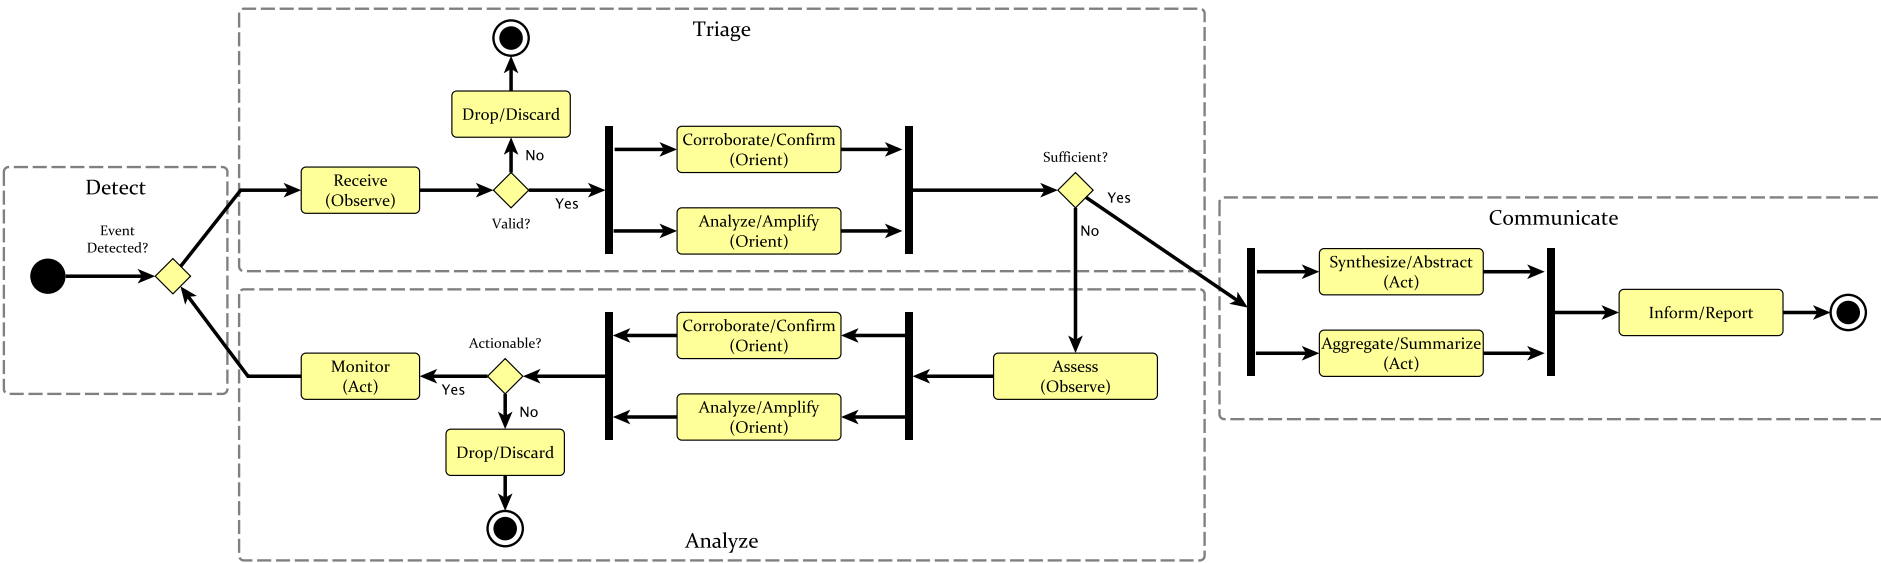 Detect
Event
Detected?
Triage
Drop/Discard
No
Receive
(Observe)
Valid?
Yes
Corroborate/Confirm
(Orient)
Analyze/Amplify
(Orient)
Sufficient?
Yes
No
Communicate
Synthesize/Abstract
(Act)
Aggregate/Summarize
(Act)
Inform/Report
Assess
(Observe)
Corroborate/Confirm
(Orient)
Analyze/Amplify
(Orient)
Actionable?
Yes
No
Monitor
(Act)
Drop/Discard
Analyze